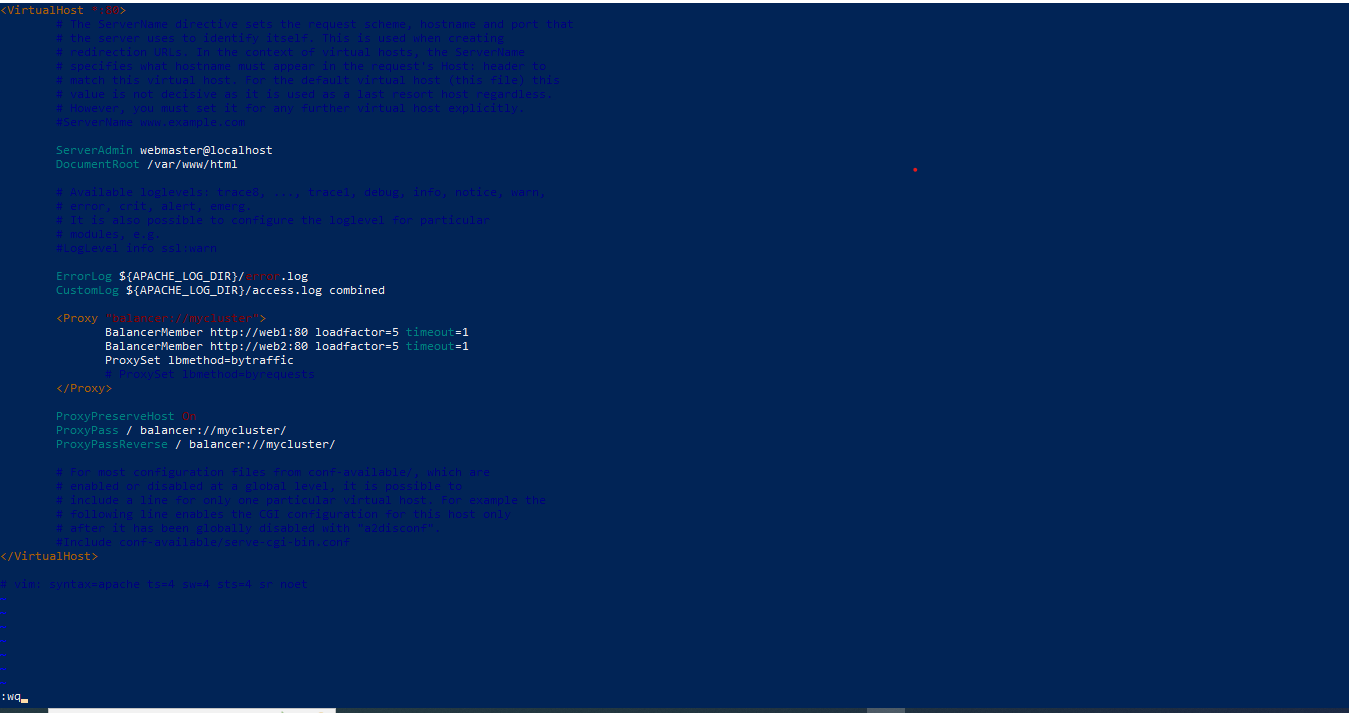 <VirtualHost *:80>
# The ServerName directive sets the request scheme, hostname and port that
# the server uses to identify itself. This is used when creating
# redirection URLs. In the context of virtual hosts, the ServerName
# specifies what hostname must appear in the request's Host: header to
# match this virtual host. For the default virtual host (this file) this
# value is not decisive as it is used as a last resort host regardless.
# However, you must set it for any further virtual host explicitly.
#ServerName www.example.com
ServerAdmin webmaster@localhost
DocumentRoot /var/www/html
# Available loglevels: trace8, ..., trace1, debug, info, notice, warn,
# error, crit, alert, emerg.
# It is also possible to configure the loglevel for particular
# modules, e.g.
#LogLevel info ssl:warn
ErrorLog ${APACHE_LOG_DIR}/error.log
CustomLog ${APACHE_LOG_DIR}/access.log combined
<Proxy "balancer://mycluster">
BalancerMember http://web1:80 loadfactor=5 timeout=1
BalancerMember http://web2:80 loadfactor=5 timeout=1
ProxySet lbmethod=bytraffic
# ProxySet lbmethod=byrequests
</Proxy>
ProxyPreserveHost On
ProxyPass / balancer://mycluster/
ProxyPassReverse / balancer://mycluster/
# For most configuration files from conf-available/, which are
# enabled or disabled at a global level, it is possible to
# include a line for only one particular virtual host. For example the
# following line enables the CGI configuration for this host only
# after it has been globally disabled with "a2disconf".
#Include conf-available/serve-cgi-bin.conf
</VirtualHost>
# vim: syntax=apache ts=4 sw=4 sts=4 sr noet
~
~
~
~
~
~
~
:wq